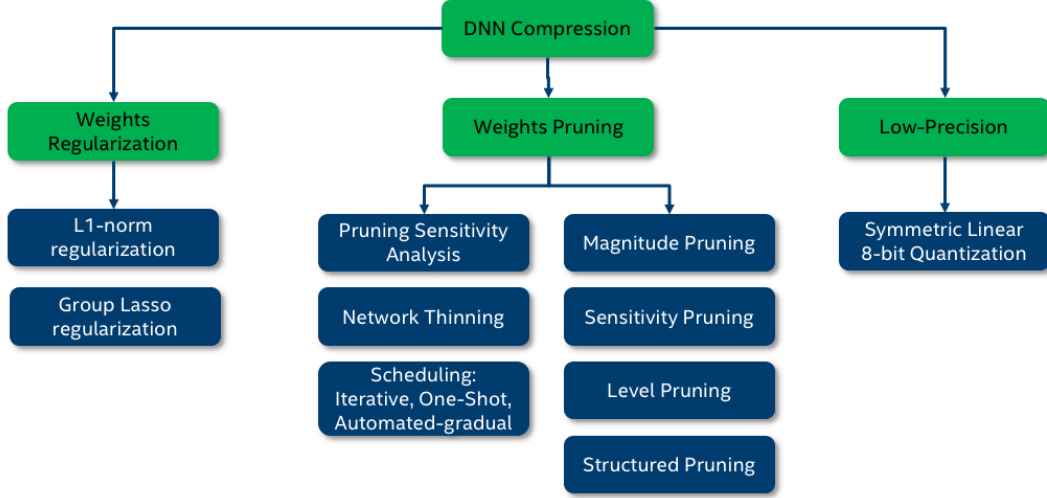 DNN Compression
Weights
Regularization
Weights Pruning
Low-Precision
L1-norm
regularization
Group Lasso
regularization
Pruning Sensitivity
Analysis
Network Thinning
Scheduling:
Iterative, One-Shot,
Automated-gradual
Magnitude Pruning
Sensitivity Pruning
Level Pruning
Structured Pruning
Symmetric Linear
8-bit Quantization